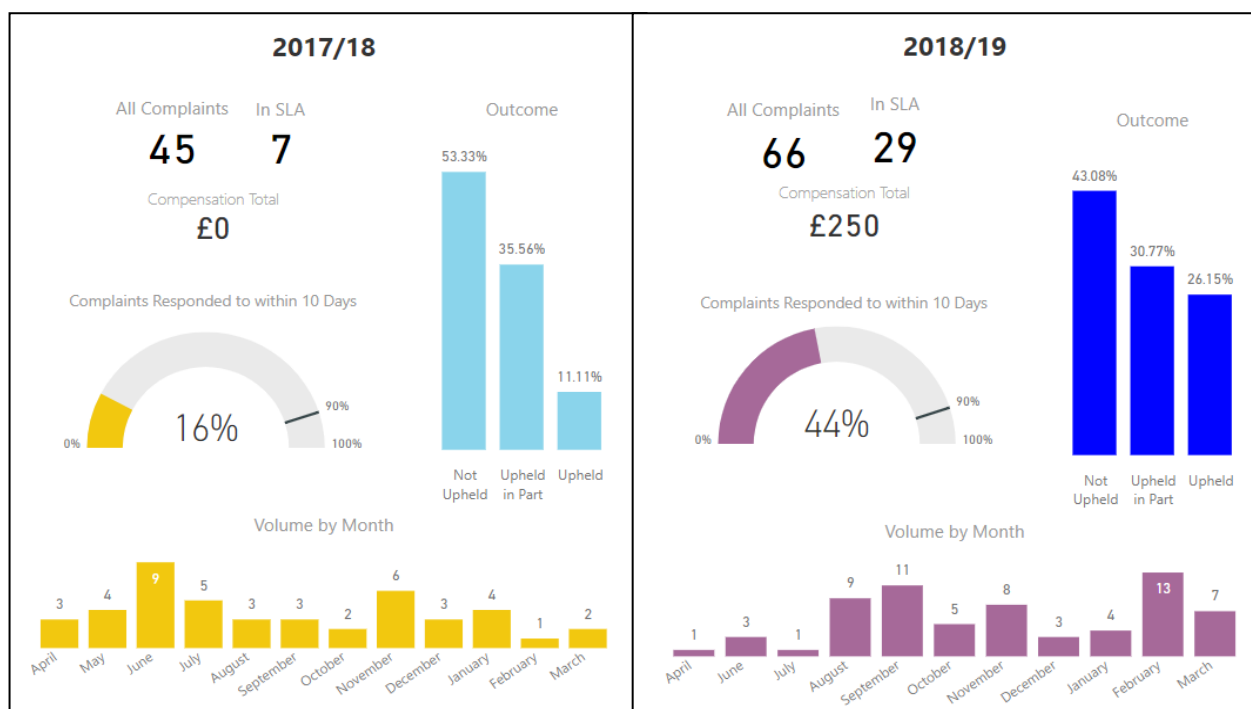 2017/18
All Complaints In SLA
45 7
Compensation Total
£0
Outcome
53.33%
35.56%
11.11%
Not Upheld Upheld in Part Upheld
Complaints Responded to within 10 Days
16%
0% 90% 100%
Volume by Month
3 4 9 5 3 3 2 6 3 4 1 2
April May June July August September October November December January February March
2018/19
All Complaints In SLA
66 29
Compensation Total
£250
Outcome
43.08%
30.77%
26.15%
Not Upheld Upheld in Part Upheld
Complaints Responded to within 10 Days
44%
0% 90% 100%
Volume by Month
1 3 1 9 11 5 8 3 4 13 7
April June July August September October November December January February March